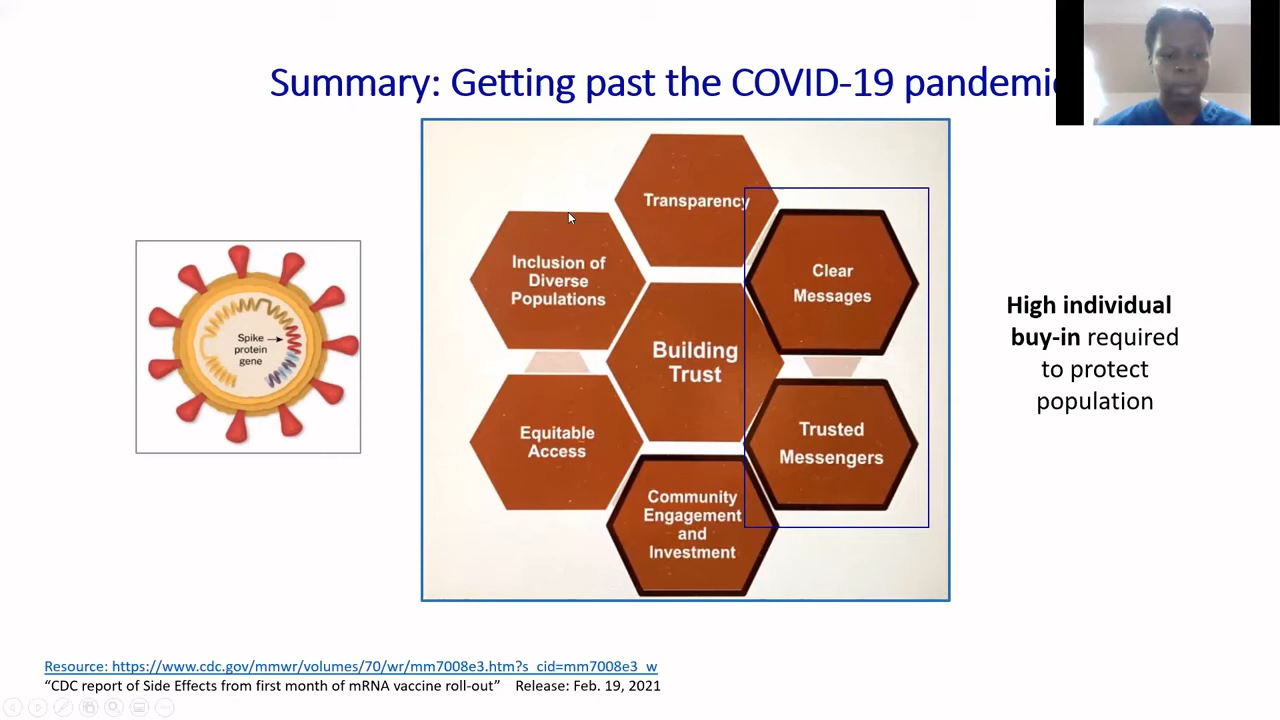 Summary: Getting past the COVID-19 pandemi
Spike
protein
gene
Transparency
Inclusion of
Diverse
Populations
Clear
Messages
Building
Trust
Equitable
Access
Trusted
Messengers
Community
Engagement
and
Investment
High individual
buy-in required
to protect
population
Resource: https://www.cdc.gov/mmwr/volumes/70/wr/mm7008e3.htm?s_cid=mm7008e3_w
“CDC report of Side Effects from first month of mRNA vaccine roll-out” Release: Feb. 19, 2021